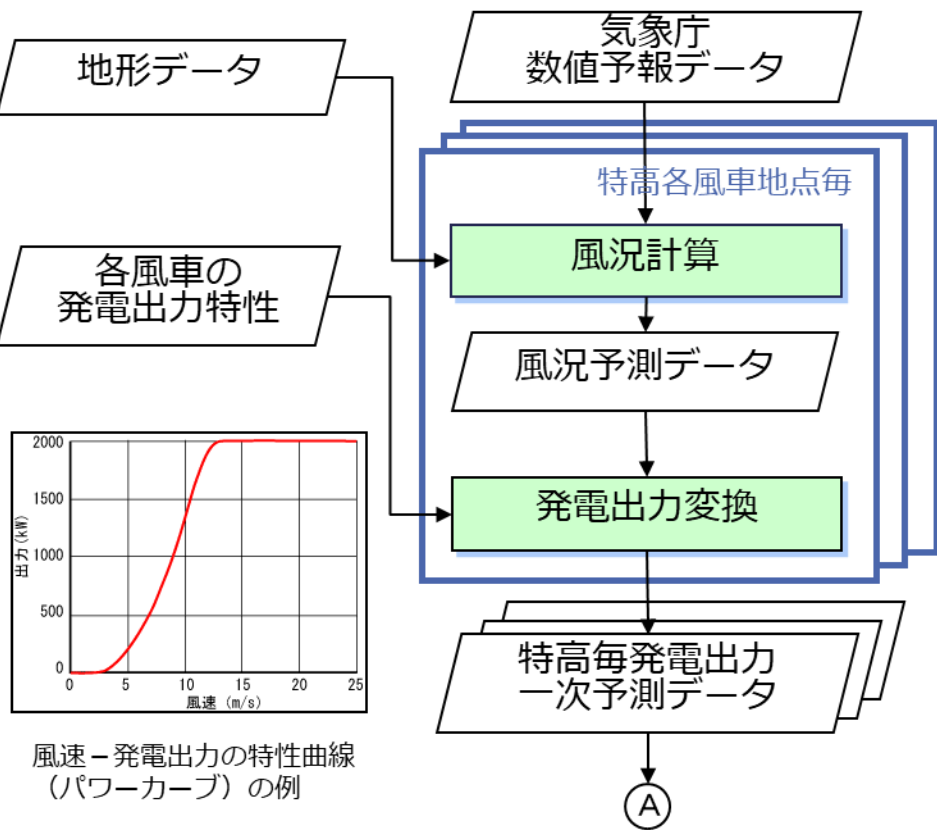 気象庁
数値予報データ
地形データ
特高各風車地点毎
風況計算
各風車の
発電出力特性
風況予測データ
発電出力変換
出力(kW)
2000
1500
1000
500
0
0 5 10 15 20 25
風速 (m/s)
風速－発電出力の特性曲線
（パワーカーブ）の例
特高毎発電出力
一次予測データ
A